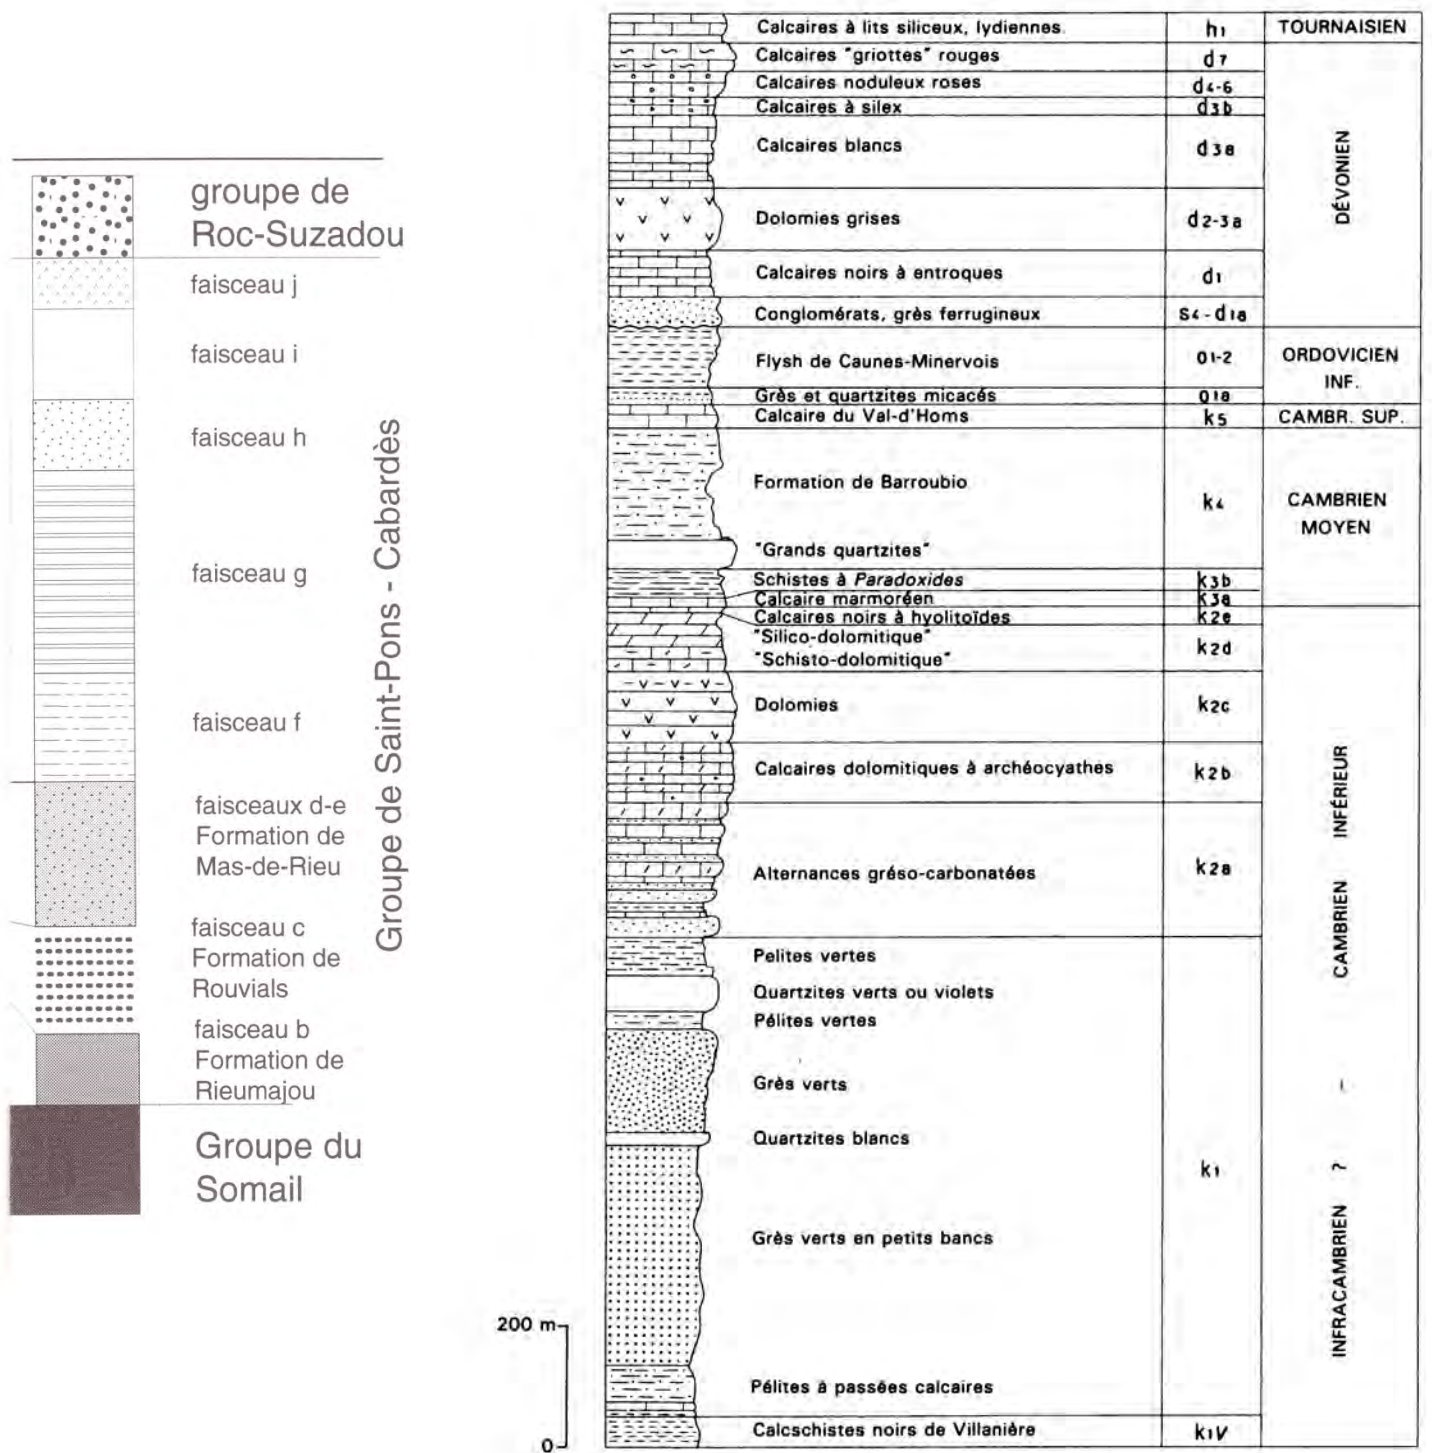 groupe de
Roc-Suzadou
faisceau j
faisceau i
faisceau h
faisceau g
faisceau f
faisceaux d-e
Formation de
Mas-de-Rieu
faisceau c
Formation de
Rouvials
faisceau b
Formation de
Rieumajou
Groupe du
Somail
Groupe de Saint-Pons - Cabardès
Calcaires à lits siliceux, lydiennes. h1 TOURNAISIEN
Calcaires "griottes" rouges d7
Calcaires noduleux roses d4-6
Calcaires à silex d3b
Calcaires blancs d3a
Dolomies grises d2-3a
Calcaires noirs à entroques d1
Conglomérats, grès ferrugineux S4-d1a
DÉVONIEN
Flysh de Caunes-Minervois O1-2 ORDOVICIEN
INF.
Grès et quartzites micacés O1a
Calcaire du Val-d'Homs k5 CAMBR. SUP.
Formation de Barroubio k4 CAMBRIEN
MOYEN
"Grands quartzites"
Schistes à Paradoxides k3b
Calcaire marmoréen k3a
Calcaires noirs à hyolitoïdes k2e
"Silico-dolomitique" k2d
"Schisto-dolomitique"
Dolomies k2c
Calcaires dolomitiques à archéocyathes k2b
Alternances gréso-carbonatées k2a
Pelites vertes
Quartzites verts ou violets
Pélites vertes
Grès verts
Quartzites blancs
k1
Grès verts en petits bancs
Pélites à passées calcaires
Calcschistes noirs de Villanière k1V
INFRACAMBRIEN ? - CAMBRIEN INFÉRIEUR
200 m
0